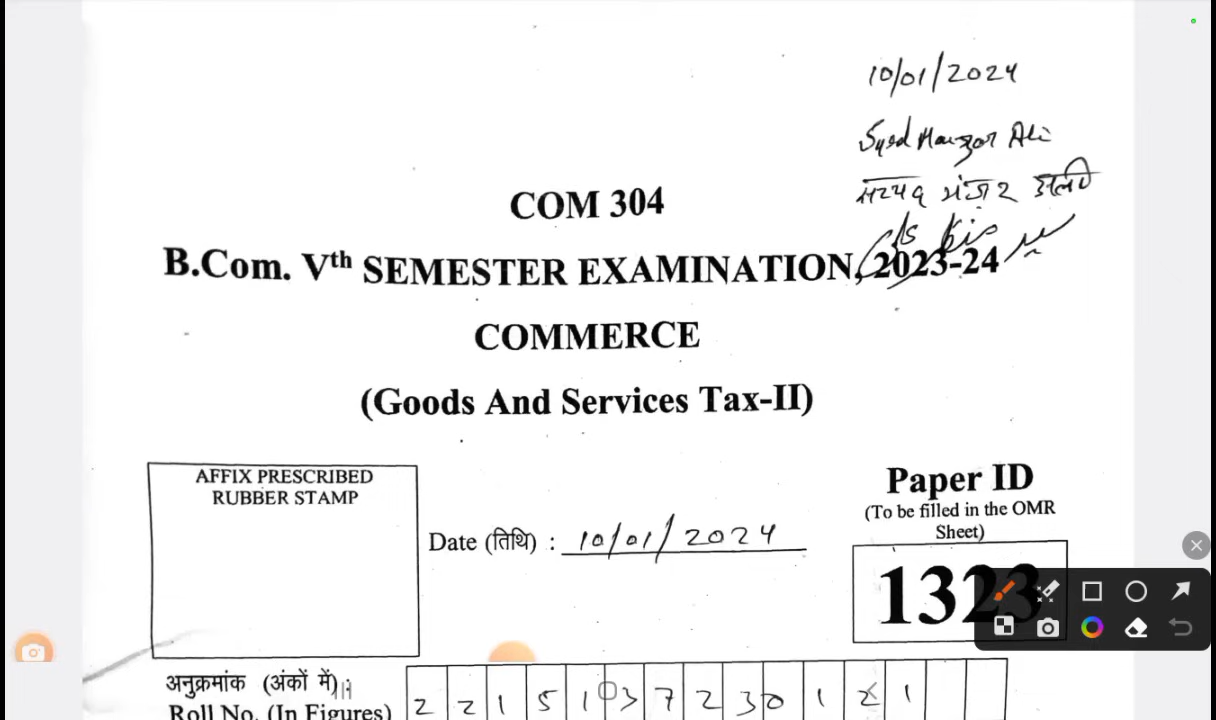 10/01/2024
Syed Manzar Ali
सय्यद मंजर अली
COM 304
B.Com. Vth SEMESTER EXAMINATION, 2023-24
COMMERCE
(Goods And Services Tax-II)
AFFIX PRESCRIBED
RUBBER STAMP
Date (तिथि) : 10/01/2024
Paper ID
(To be filled in the OMR
Sheet)
1323
अनुक्रमांक (अंकों में)
Roll No. (In Figures)